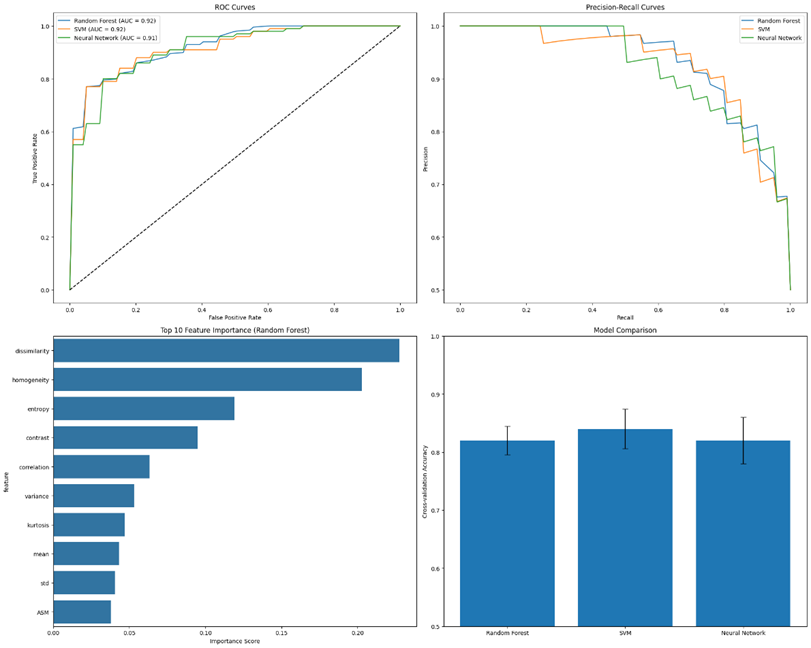 ROC Curves
Random Forest (AUC = 0.92)
SVM (AUC = 0.92)
Neural Network (AUC = 0.91)
1.0
0.8
0.6
0.4
0.2
0.0
True Positive Rate
0.0 0.2 0.4 0.6 0.8 1.0
False Positive Rate
Precision-Recall Curves
Random Forest
SVM
Neural Network
1.0
0.9
0.8
0.7
0.6
0.5
Precision
0.0 0.2 0.4 0.6 0.8 1.0
Recall
Top 10 Feature Importance (Random Forest)
dissimilarity
homogeneity
entropy
contrast
correlation
variance
kurtosis
mean
std
ASM
feature
0.00 0.05 0.10 0.15 0.20
Importance Score
Model Comparison
1.0
0.9
0.8
0.7
0.6
0.5
Cross-validation Accuracy
Random Forest SVM Neural Network